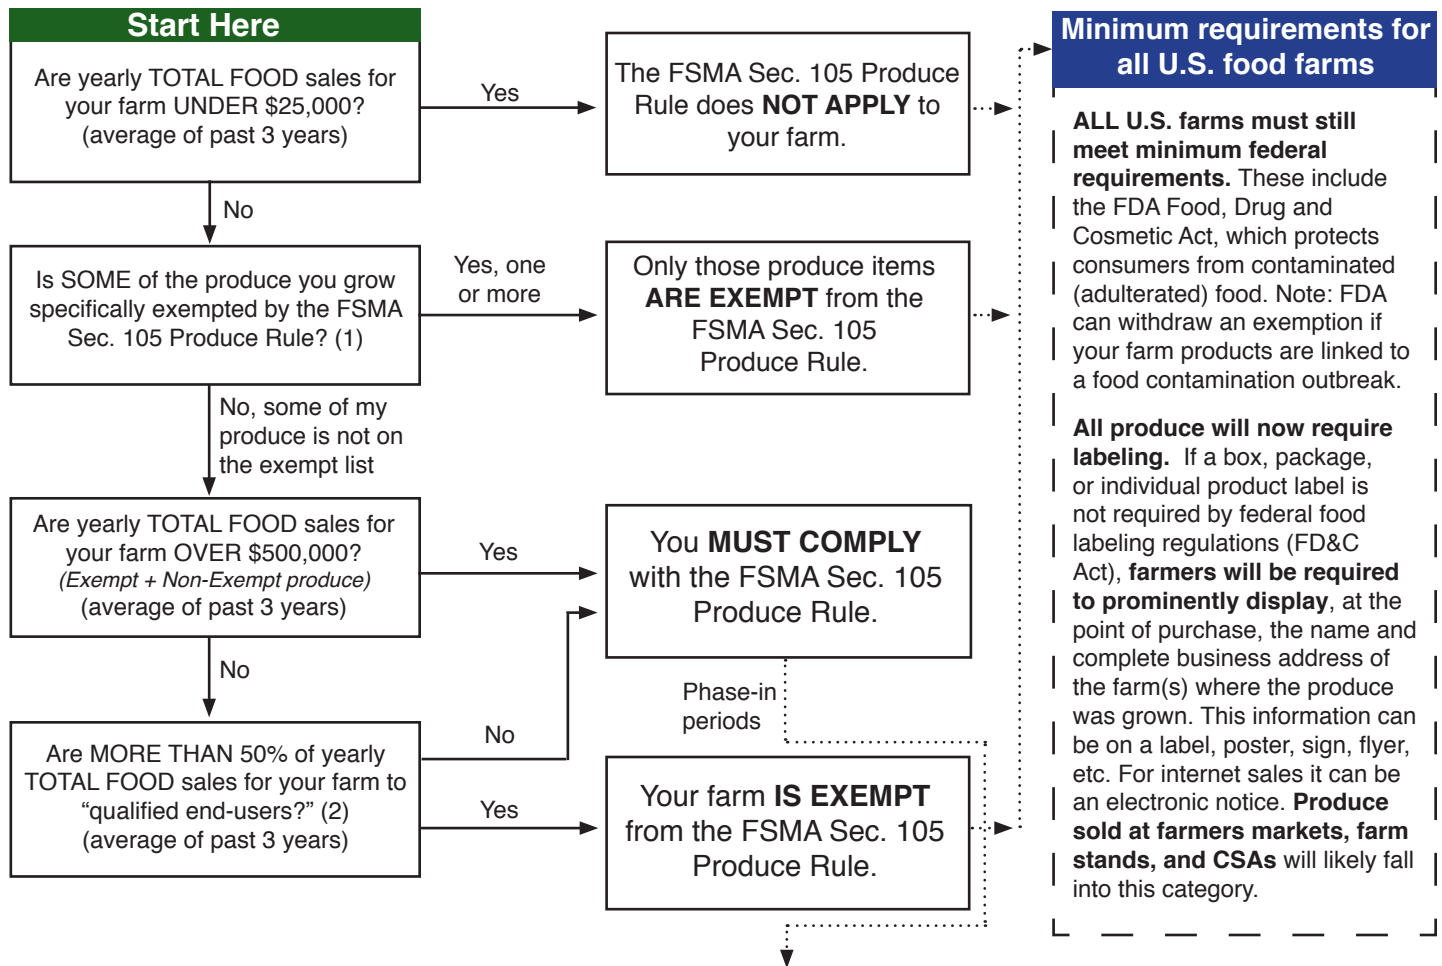 Start Here
Are yearly TOTAL FOOD sales for
your farm UNDER $25,000?
(average of past 3 years)
Yes
The FSMA Sec. 105 Produce
Rule does NOT APPLY to
your farm.
No
Is SOME of the produce you grow
specifically exempted by the FSMA
Sec. 105 Produce Rule? (1)
Yes, one
or more
Only those produce items
ARE EXEMPT from the
FSMA Sec. 105
Produce Rule.
No, some of my
produce is not on
the exempt list
Are yearly TOTAL FOOD sales for
your farm OVER $500,000?
(Exempt + Non-Exempt produce)
(average of past 3 years)
Yes
You MUST COMPLY
with the FSMA Sec. 105
Produce Rule.
No
Phase-in
periods
Are MORE THAN 50% of yearly
TOTAL FOOD sales for your farm to
“qualified end-users?” (2)
(average of past 3 years)
No
Yes
Your farm IS EXEMPT
from the FSMA Sec. 105
Produce Rule.
Minimum requirements for
all U.S. food farms
ALL U.S. farms must still
meet minimum federal
requirements. These include
the FDA Food, Drug and
Cosmetic Act, which protects
consumers from contaminated
(adulterated) food. Note: FDA
can withdraw an exemption if
your farm products are linked to
a food contamination outbreak.
All produce will now require
labeling. If a box, package,
or individual product label is
not required by federal food
labeling regulations (FD&C
Act), farmers will be required
to prominently display, at the
point of purchase, the name and
complete business address of
the farm(s) where the produce
was grown. This information can
be on a label, poster, sign, flyer,
etc. For internet sales it can be
an electronic notice. Produce
sold at farmers markets, farm
stands, and CSAs will likely fall
into this category.